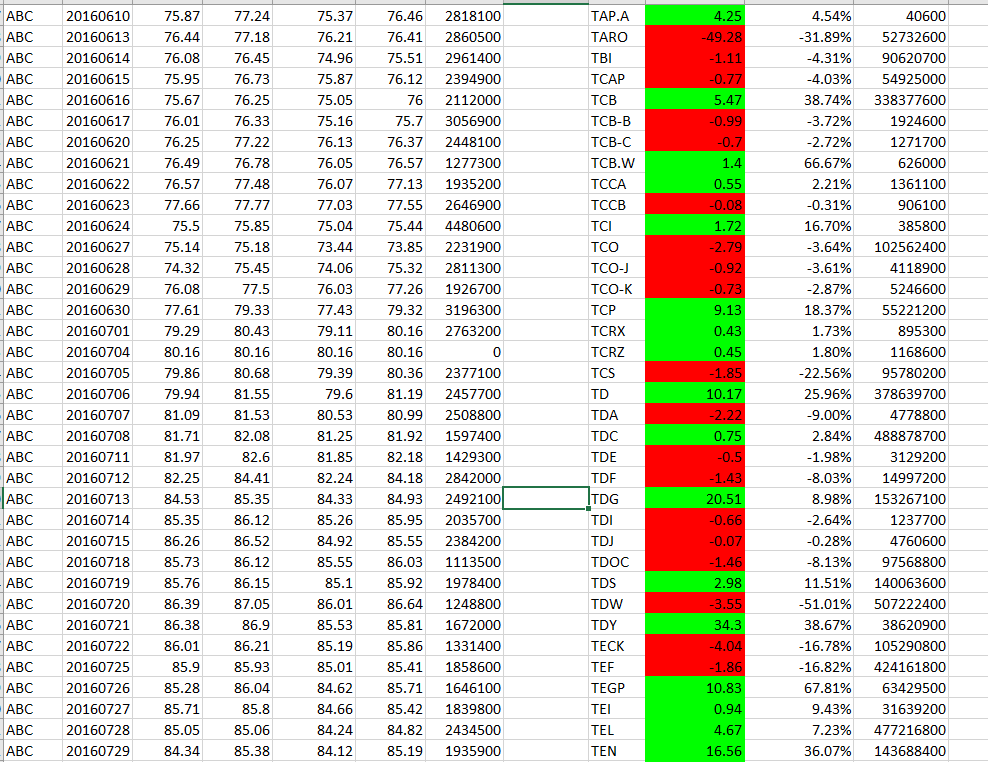 ABC 20160610 75.87 77.24 75.37 76.46 2818100 TAP.A 4.25 4.54% 40600
ABC 20160613 76.44 77.18 76.21 76.41 2860500 TARO -49.28 -31.89% 52732600
ABC 20160614 76.08 76.45 74.96 75.51 2961400 TBI -1.11 -4.31% 90620700
ABC 20160615 75.95 76.73 75.87 76.12 2394900 TCAP -0.77 -4.03% 54925000
ABC 20160616 75.67 76.25 75.05 76 2112000 TCB 5.47 38.74% 338377600
ABC 20160617 76.01 76.33 75.16 75.7 3056900 TCB-B -0.99 -3.72% 1924600
ABC 20160620 76.25 77.22 76.13 76.37 2448100 TCB-C -0.7 -2.72% 1271700
ABC 20160621 76.49 76.78 76.05 76.57 1277300 TCB.W 1.4 66.67% 626000
ABC 20160622 76.57 77.48 76.07 77.13 1935200 TCCA 0.55 2.21% 1361100
ABC 20160623 77.66 77.77 77.03 77.55 2646900 TCCB -0.08 -0.31% 906100
ABC 20160624 75.5 75.85 75.04 75.44 4480600 TCI 1.72 16.70% 385800
ABC 20160627 75.14 75.18 73.44 73.85 2231900 TCO -2.79 -3.64% 102562400
ABC 20160628 74.32 75.45 74.06 75.32 2811300 TCO-J -0.92 -3.61% 4118900
ABC 20160629 76.08 77.5 76.03 77.26 1926700 TCO-K -0.73 -2.87% 5246600
ABC 20160630 77.61 79.33 77.43 79.32 3196300 TCP 9.13 18.37% 55221200
ABC 20160701 79.29 80.43 79.11 80.16 2763200 TCRX 0.43 1.73% 895300
ABC 20160704 80.16 80.16 80.16 80.16 0 TCRZ 0.45 1.80% 1168600
ABC 20160705 79.86 80.68 79.39 80.36 2377100 TCS -1.85 -22.56% 95780200
ABC 20160706 79.94 81.55 79.6 81.19 2457700 TD 10.17 25.96% 378639700
ABC 20160707 81.09 81.53 80.53 80.99 2508800 TDA -2.22 -9.00% 4778800
ABC 20160708 81.71 82.08 81.25 81.92 1597400 TDC 0.75 2.84% 488878700
ABC 20160711 81.97 82.6 81.85 82.18 1429300 TDE -0.5 -1.98% 3129200
ABC 20160712 82.25 84.41 82.24 84.18 2842000 TDF -1.43 -8.03% 14997200
ABC 20160713 84.53 85.35 84.33 84.93 2492100 TDG 20.51 8.98% 153267100
ABC 20160714 85.35 86.12 85.26 85.95 2035700 TDI -0.66 -2.64% 1237700
ABC 20160715 86.26 86.52 84.92 85.55 2384200 TDJ -0.07 -0.28% 4760600
ABC 20160718 85.73 86.12 85.55 86.03 1113500 TDOC -1.46 -8.13% 97568800
ABC 20160719 85.76 86.15 85.1 85.92 1978400 TDS 2.98 11.51% 140063600
ABC 20160720 86.39 87.05 86.01 86.64 1248800 TDW -3.55 -51.01% 507222400
ABC 20160721 86.38 86.9 85.53 85.81 1672000 TDY 34.3 38.67% 38620900
ABC 20160722 86.01 86.21 85.19 85.86 1331400 TECK -4.04 -16.78% 105290800
ABC 20160725 85.9 85.93 85.01 85.41 1858600 TEF -1.86 -16.82% 424161800
ABC 20160726 85.28 86.04 84.62 85.71 1646100 TEGP 10.83 67.81% 63429500
ABC 20160727 85.71 85.8 84.66 85.42 1839800 TEI 0.94 9.43% 31639200
ABC 20160728 85.05 85.06 84.24 84.82 2434500 TEL 4.67 7.23% 477216800
ABC 20160729 84.34 85.38 84.12 85.19 1935900 TEN 16.56 36.07% 143688400